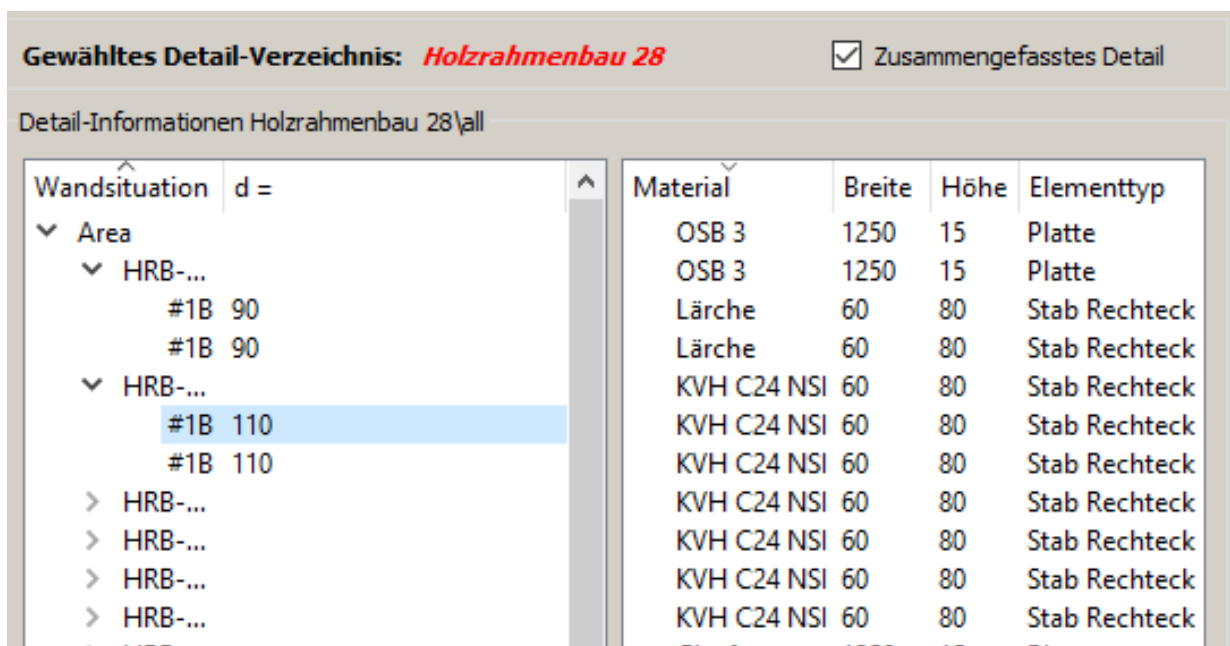 Gewähltes Detail-Verzeichnis: Holzrahmenbau 28 Zusammengefasstes Detail
Detail-Informationen Holzrahmenbau 28\all
Wandsituation d =
Area
HRB-...
#1B 90
#1B 90
HRB-...
#1B 110
#1B 110
HRB-...
HRB-...
HRB-...
HRB-...
Material Breite Höhe Elementtyp
OSB 3 1250 15 Platte
OSB 3 1250 15 Platte
Lärche 60 80 Stab Rechteck
Lärche 60 80 Stab Rechteck
KVH C24 NSI 60 80 Stab Rechteck
KVH C24 NSI 60 80 Stab Rechteck
KVH C24 NSI 60 80 Stab Rechteck
KVH C24 NSI 60 80 Stab Rechteck
KVH C24 NSI 60 80 Stab Rechteck
KVH C24 NSI 60 80 Stab Rechteck
KVH C24 NSI 60 80 Stab Rechteck